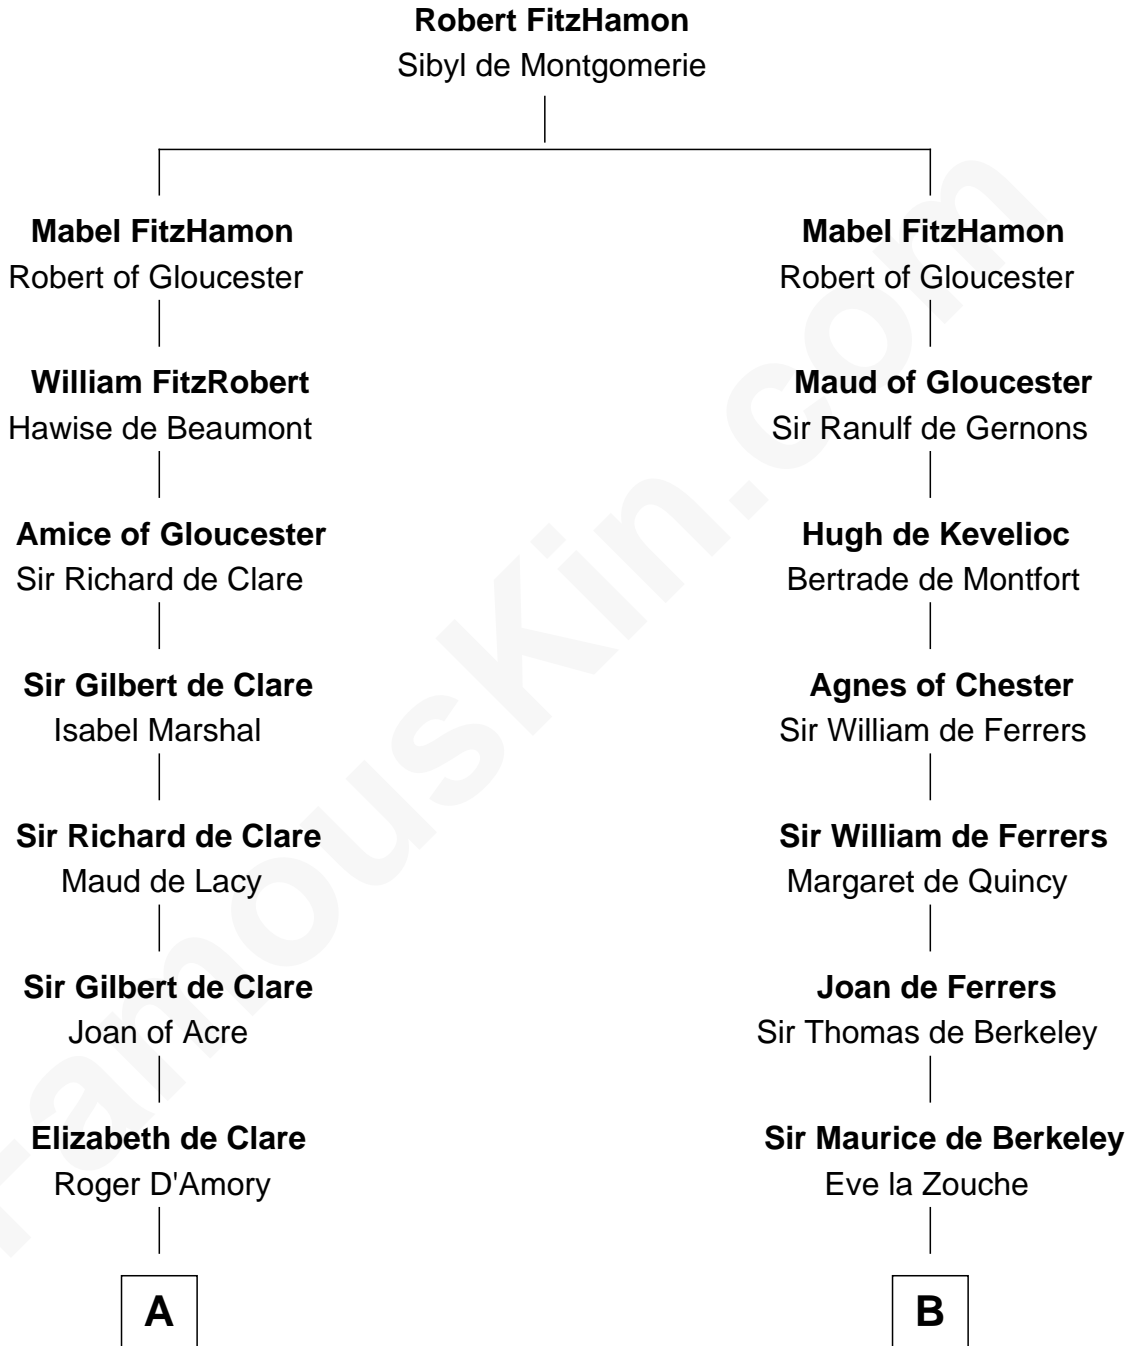 Robert FitzHamon
Sibyl de Montgomerie
Mabel FitzHamon
Robert of Gloucester
William FitzRobert
Hawise de Beaumont
Amice of Gloucester
Sir Richard de Clare
Sir Gilbert de Clare
Isabel Marshal
Sir Richard de Clare
Maud de Lacy
Sir Gilbert de Clare
Joan of Acre
Elizabeth de Clare
Roger D'Amory
A
Mabel FitzHamon
Robert of Gloucester
Maud of Gloucester
Sir Ranulf de Gernons
Hugh de Kevelioc
Bertrade de Montfort
Agnes of Chester
Sir William de Ferrers
Sir William de Ferrers
Margaret de Quincy
Joan de Ferrers
Sir Thomas de Berkeley
Sir Maurice de Berkeley
Eve la Zouche
B
FamousKin.com